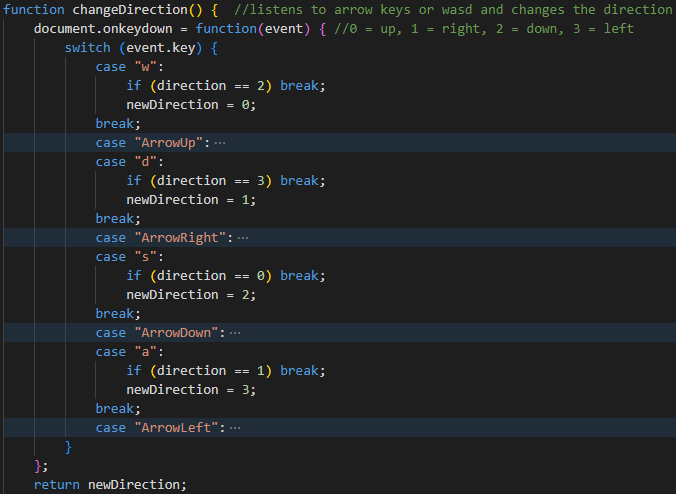 function changeDirection() {  //listens to arrow keys or wasd and changes the direction
    document.onkeydown = function(event) { //0 = up, 1 = right, 2 = down, 3 = left
        switch (event.key) {
            case "w":
                if (direction == 2) break;
                newDirection = 0;
            break;
            case "ArrowUp":···
            case "d":
                if (direction == 3) break;
                newDirection = 1;
            break;
            case "ArrowRight":···
            case "s":
                if (direction == 0) break;
                newDirection = 2;
            break;
            case "ArrowDown":···
            case "a":
                if (direction == 1) break;
                newDirection = 3;
            break;
            case "ArrowLeft":···
        }
    };
    return newDirection;